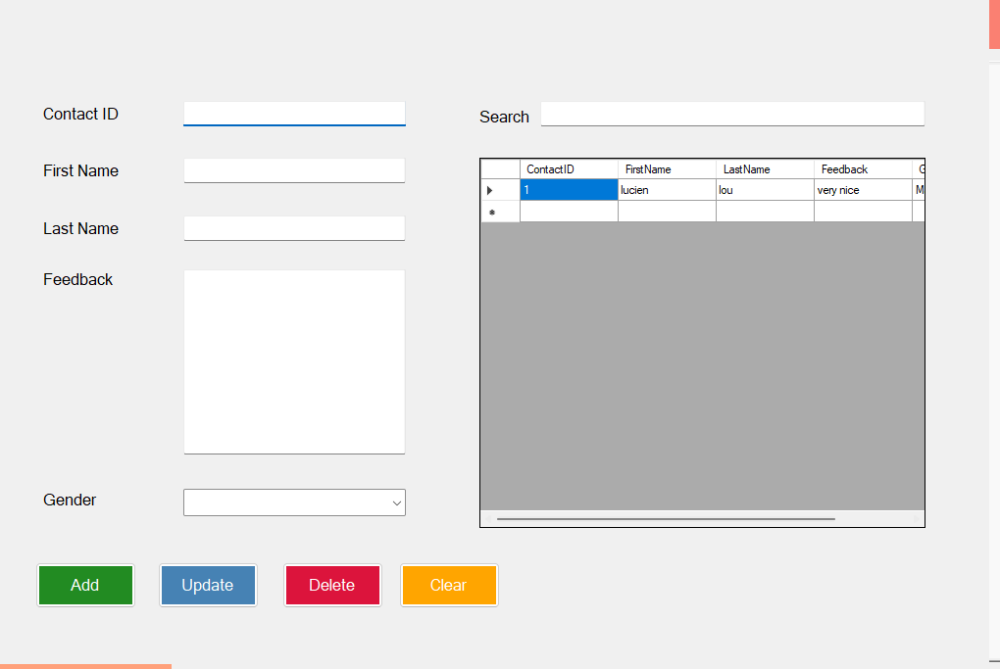 Contact ID
First Name
Last Name
Feedback
Gender
Add Update Delete Clear
Search
ContactID FirstName LastName Feedback G
1 lucien lou very nice M